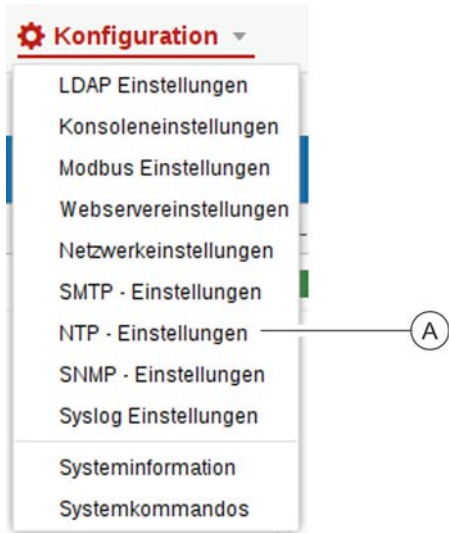 Konfiguration
LDAP Einstellungen
Konsoleneinstellungen
Modbus Einstellungen
Webservereinstellungen
Netzwerkeinstellungen
SMTP - Einstellungen
NTP - Einstellungen
A
SNMP - Einstellungen
Syslog Einstellungen
Systeminformation
Systemkommandos